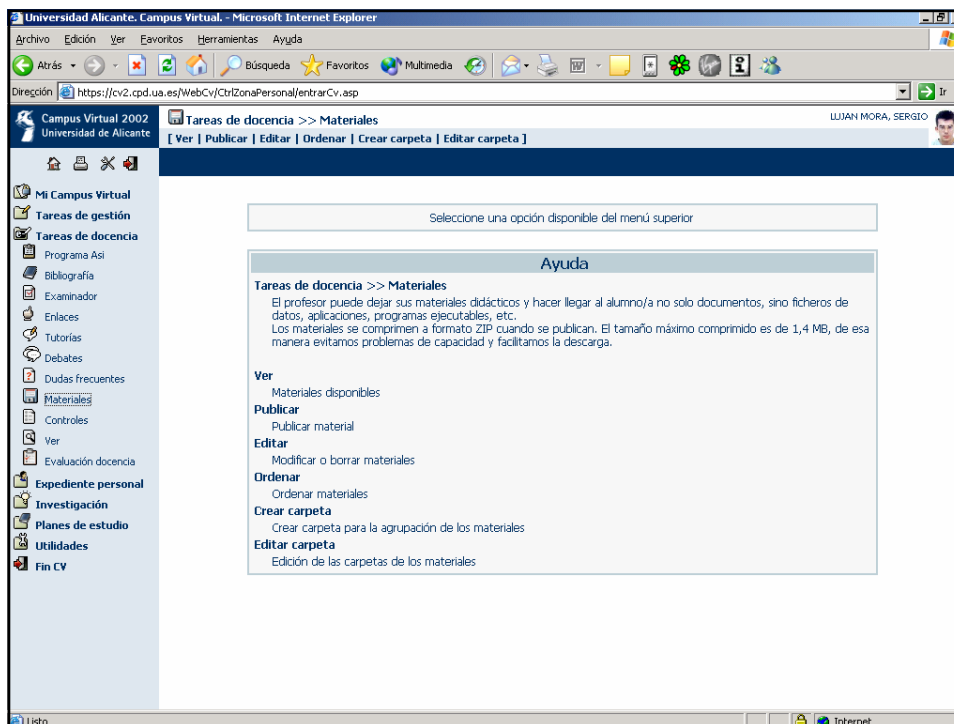 Universidad Alicante. Campus Virtual. - Microsoft Internet Explorer
Archivo Edición Ver Favoritos Herramientas Ayuda
Atrás Búsqueda Favoritos Multimedia
Dirección https://cv2.cpd.ua.es/WebCv/CtrlZonaPersonal/entrarCv.asp Ir
Campus Virtual 2002
Universidad de Alicante
Tareas de docencia >> Materiales
LUJAN MORA, SERGIO
[ Ver | Publicar | Editar | Ordenar | Crear carpeta | Editar carpeta ]
Mi Campus Virtual
Tareas de gestión
Tareas de docencia
Programa Asi
Bibliografía
Examinador
Enlaces
Tutorías
Debates
Dudas frecuentes
Materiales
Controles
Ver
Evaluación docencia
Expediente personal
Investigación
Planes de estudio
Utilidades
Fin CV
Seleccione una opción disponible del menú superior
Ayuda
Tareas de docencia >> Materiales
El profesor puede dejar sus materiales didácticos y hacer llegar al alumno/a no solo documentos, sino ficheros de
datos, aplicaciones, programas ejecutables, etc.
Los materiales se comprimen a formato ZIP cuando se publican. El tamaño máximo comprimido es de 1,4 MB, de esa
manera evitamos problemas de capacidad y facilitamos la descarga.
Ver
Materiales disponibles
Publicar
Publicar material
Editar
Modificar o borrar materiales
Ordenar
Ordenar materiales
Crear carpeta
Crear carpeta para la agrupación de los materiales
Editar carpeta
Edición de las carpetas de los materiales
Listo Internet